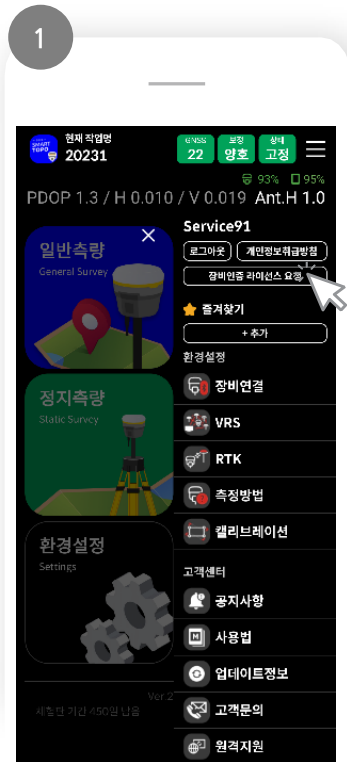 1
SMART
TOPO
현재 작업명
20231
GNSS
22
보정
양호
상태
고정
93% 95%
PDOP 1.3 / H 0.010 / V 0.019 Ant.H 1.0
일반측량
General Survey
정지측량
Static Survey
환경설정
Settings
Ver 2
체험판 기간 450일 남음
Service91
로그아웃
개인정보취급방침
장비인증 라이선스 요청
즐겨찾기
+ 추가
환경설정
장비연결
VRS
RTK
측정방법
캘리브레이션
고객센터
공지사항
사용법
업데이트정보
고객문의
원격지원